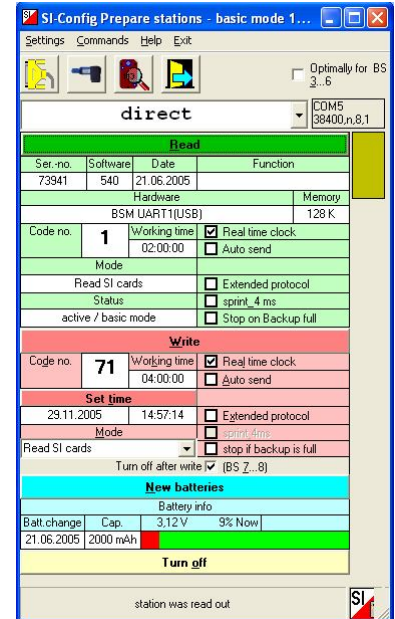 SI SI-Config Prepare stations - basic mode 1...
Settings Commands Help Exit
Optimally for BS 3...6
direct
COM5
38400,n,8,1
Read
Ser.-no. Software Date Function
73941 540 21.06.2005
Hardware Memory
BSM UART1(USB) 128 K
Code no. 1 Working time Real time clock
02:00:00 Auto send
Mode
Read SI cards Extended protocol
Status sprint_4 ms
active / basic mode Stop on Backup full
Write
Code no. 71 Working time Real time clock
04:00:00 Auto send
Set time
29.11.2005 14:57:14 Extended protocol
Mode sprint 4ms
Read SI cards stop if backup is full
Turn off after write (BS 7...8)
New batteries
Battery info
Batt.change Cap. 3,12 V 9% Now
21.06.2005 2000 mAh
Turn off
station was read out SI